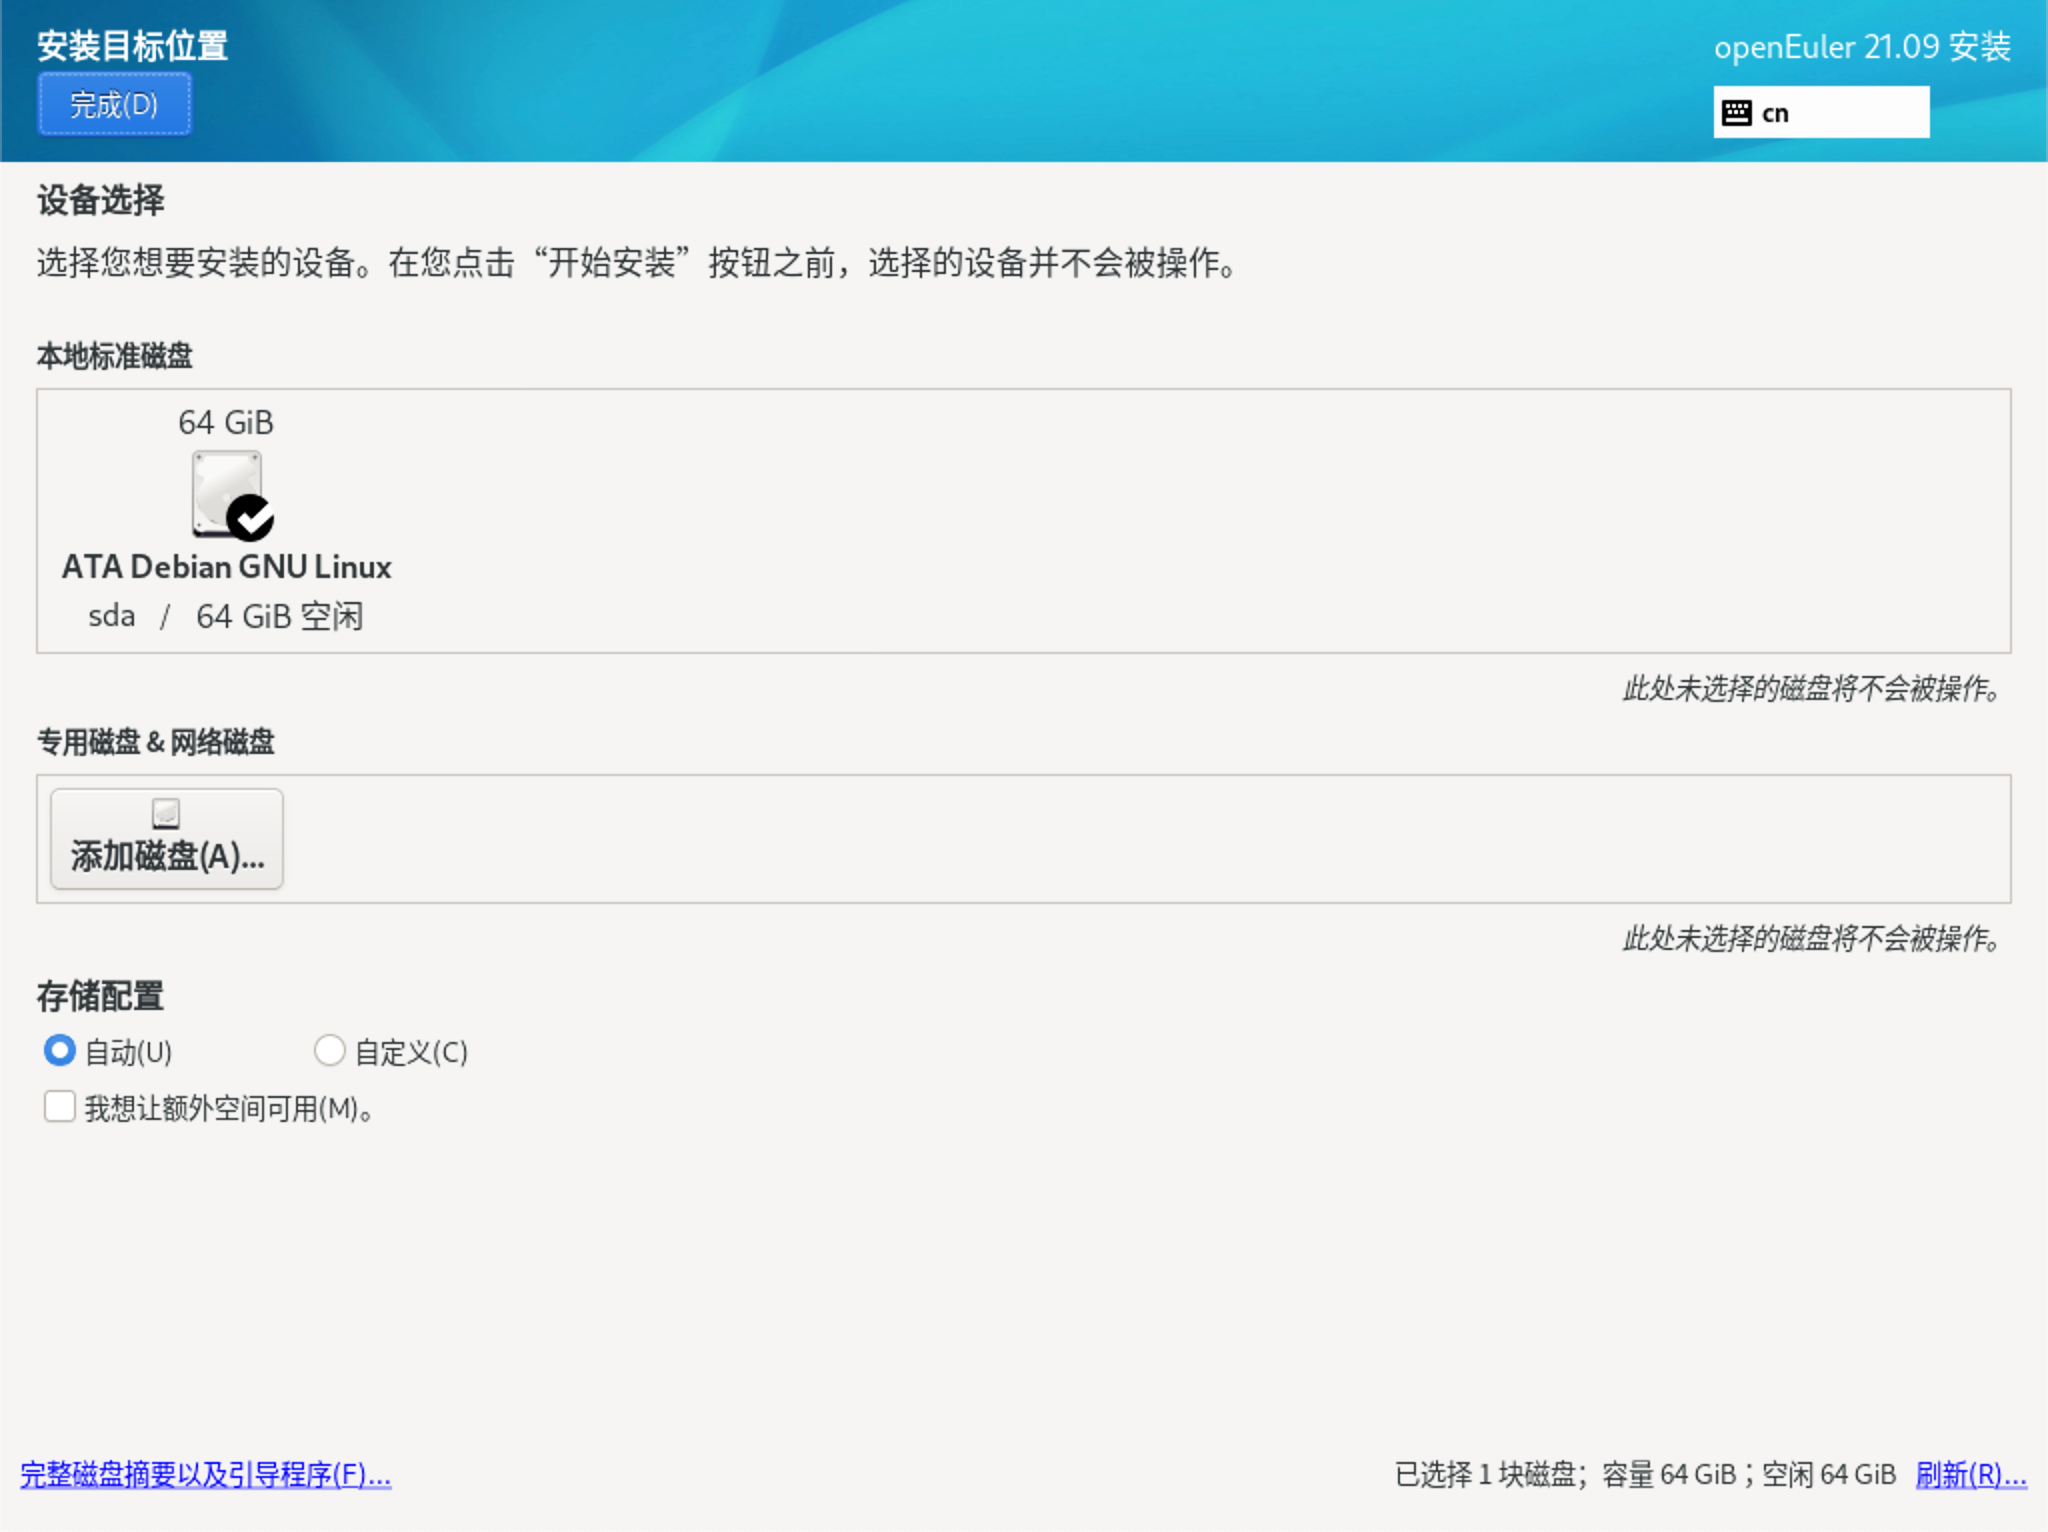 安装目标位置
openEuler 21.09 安装
完成(D)
cn
设备选择
选择您想要安装的设备。在您点击“开始安装”按钮之前，选择的设备并不会被操作。
本地标准磁盘
64 GiB
ATA Debian GNU Linux
sda / 64 GiB 空闲
此处未选择的磁盘将不会被操作。
专用磁盘 & 网络磁盘
添加磁盘(A)...
此处未选择的磁盘将不会被操作。
存储配置
自动(U) 自定义(C)
我想让额外空间可用(M)。
完整磁盘摘要以及引导程序(F)... 已选择 1 块磁盘；容量 64 GiB；空闲 64 GiB 刷新(R)...